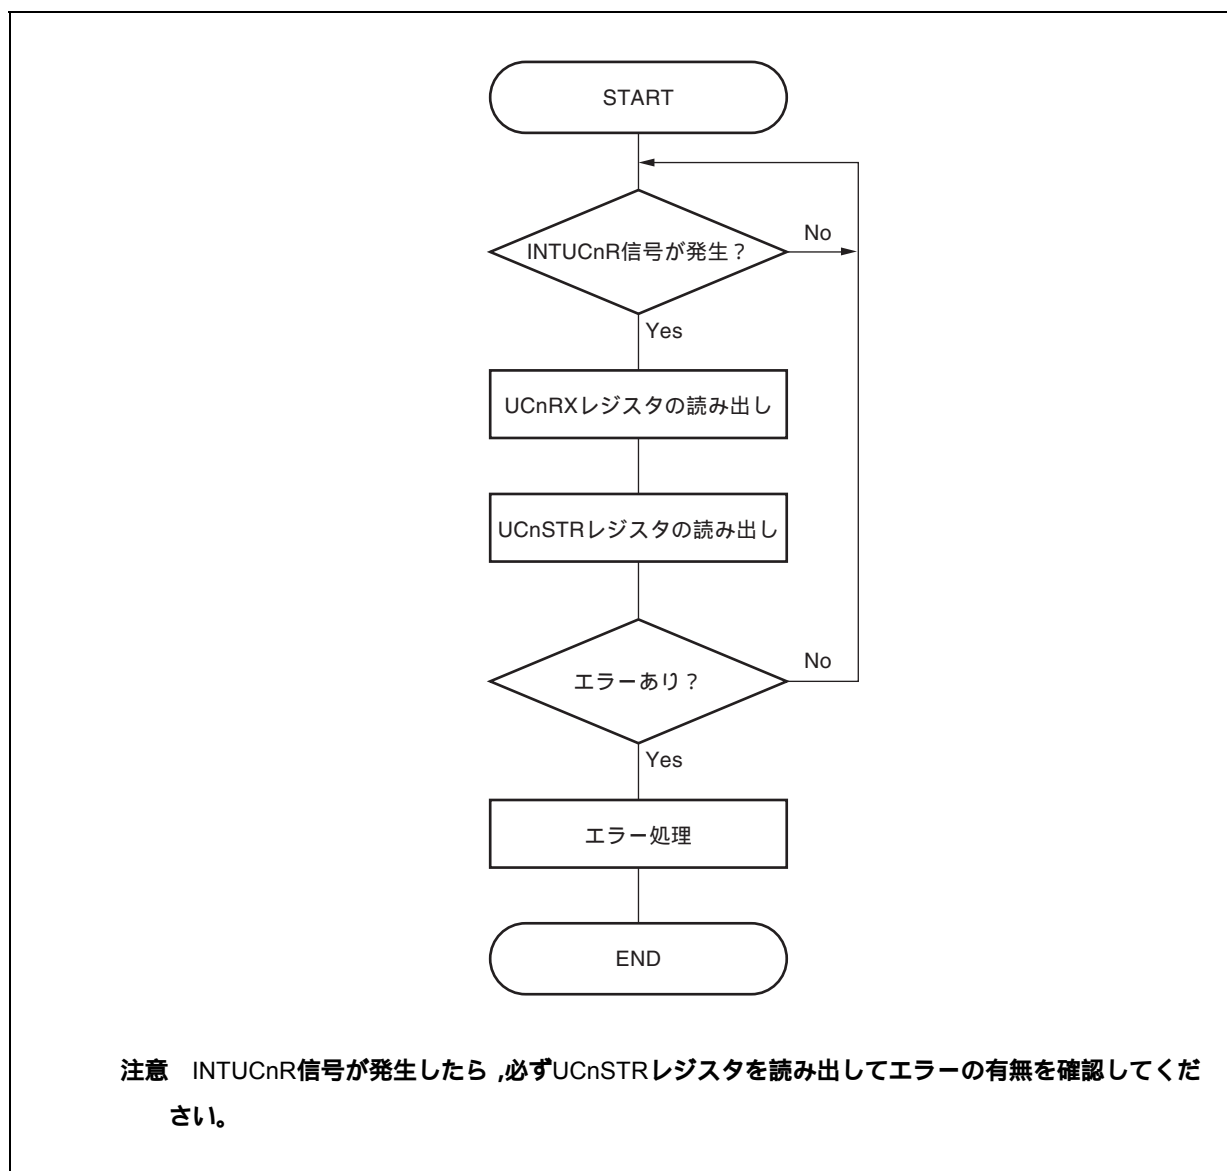 START
INTUCnR信号が発生？
No
Yes
UCnRXレジスタの読み出し
UCnSTRレジスタの読み出し
エラーあり？
No
Yes
エラー処理
END
注意　INTUCnR信号が発生したら ,必ずUCnSTRレジスタを読み出してエラーの有無を確認してくだ
さい。